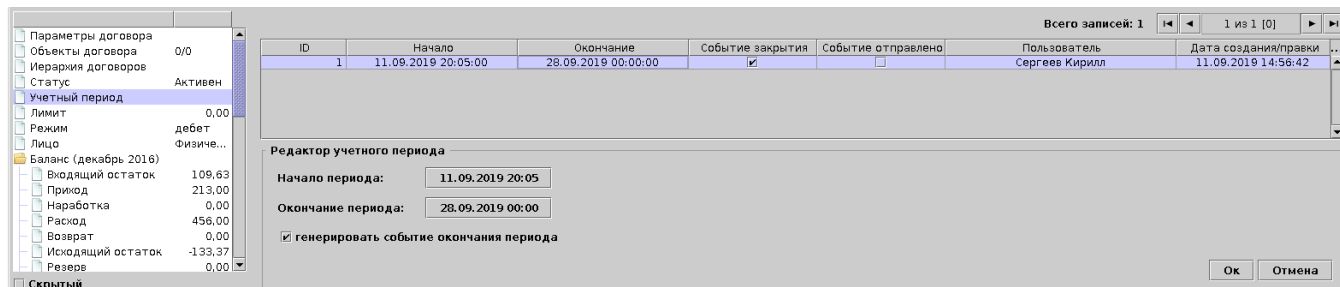 Всего записей: 1 1 из 1 [0]
Параметры договора
Объекты договора 0/0
Иерархия договоров
Статус Активен
Учетный период
Лимит 0,00
Режим дебет
Лицо Физиче...
Баланс (декабрь 2016)
Входящий остаток 109,63
Приход 213,00
Наработка 0,00
Расход 456,00
Возврат 0,00
Исходящий остаток -133,37
Резерв 0,00
Скрытый
ID Начало Окончание Событие закрытия Событие отправлено Пользователь Дата создания/правки ...
1 11.09.2019 20:05:00 28.09.2019 00:00:00 Сергеев Кирилл 11.09.2019 14:56:42
Редактор учетного периода
Начало периода: 11.09.2019 20:05
Окончание периода: 28.09.2019 00:00
генерировать событие окончания периода
Ок Отмена